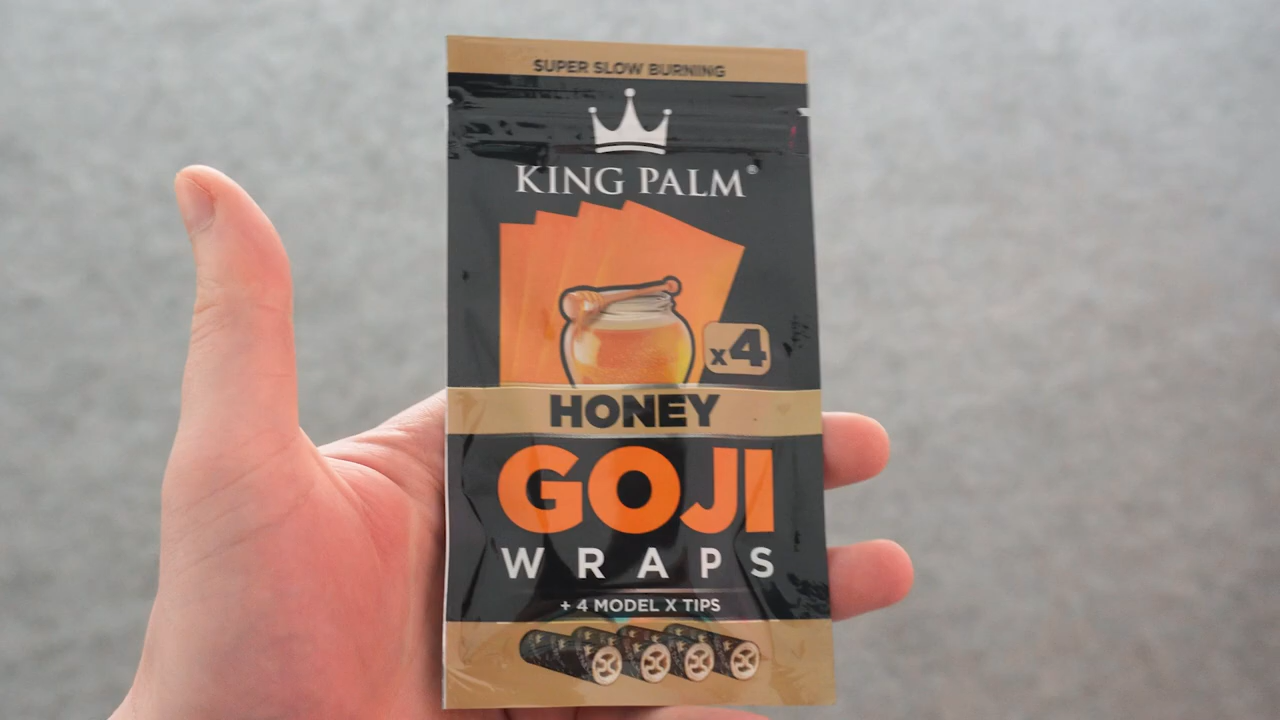 SUPER SLOW BURNING
KING PALM®
x4
HONEY
GOJI
WRAPS
+ 4 MODEL X TIPS